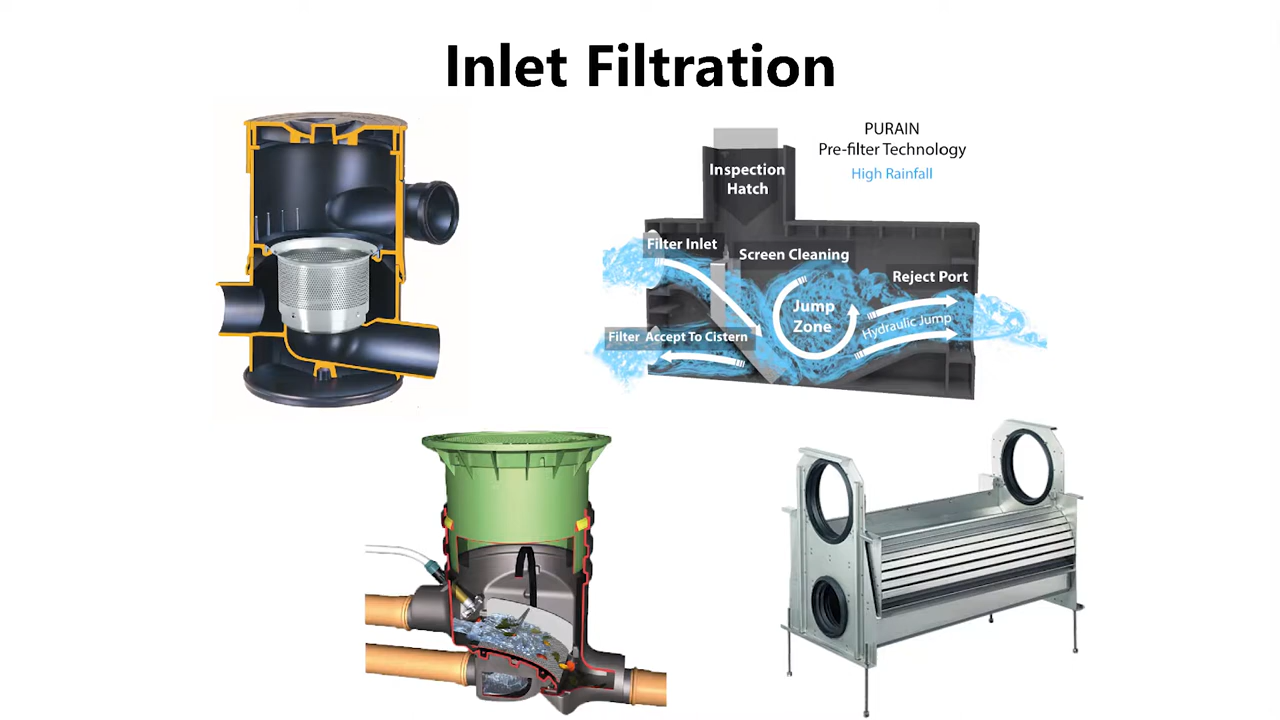 Inlet Filtration
PURAIN
Pre-filter Technology
High Rainfall
Inspection
Hatch
Filter Inlet
Screen Cleaning
Reject Port
Jump
Zone
Hydraulic Jump
Filter Accept To Cistern